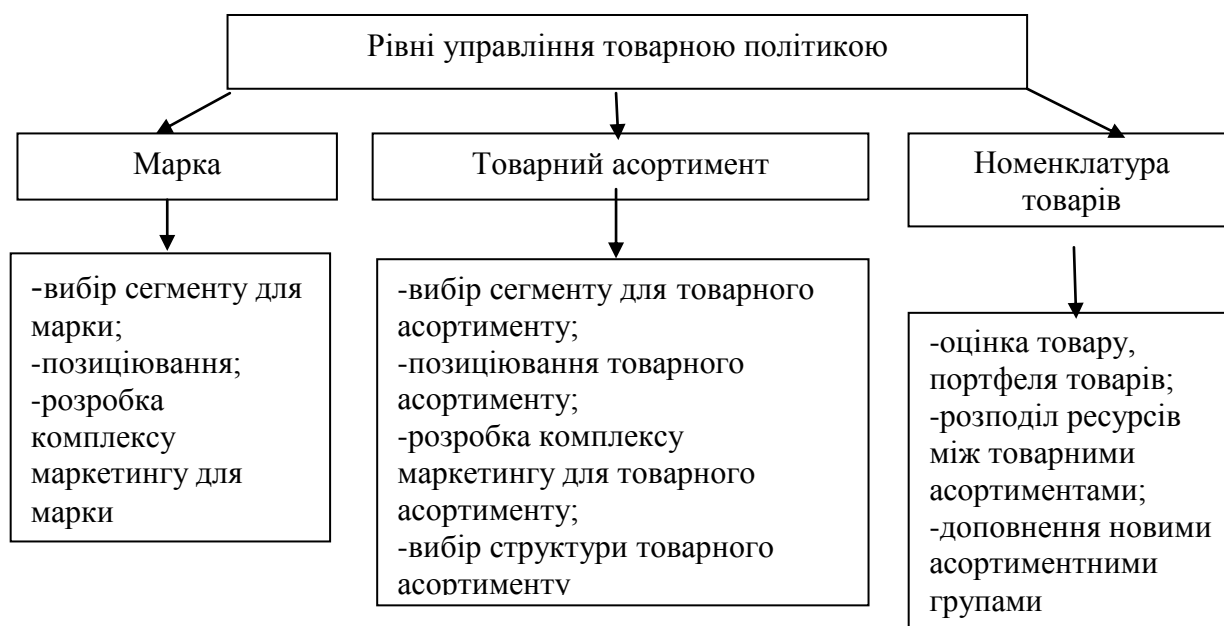 Рівні управління товарною політикою
Марка
Товарний асортимент
Номенклатура
товарів
-вибір сегменту для
марки;
-позиціювання;
-розробка
комплексу
маркетингу для
марки
-вибір сегменту для товарного
асортименту;
-позиціювання товарного
асортименту;
-розробка комплексу
маркетингу для товарного
асортименту;
-вибір структури товарного
асортименту
-оцінка товару,
портфеля товарів;
-розподіл ресурсів
між товарними
асортиментами;
-доповнення новими
асортиментними
групами